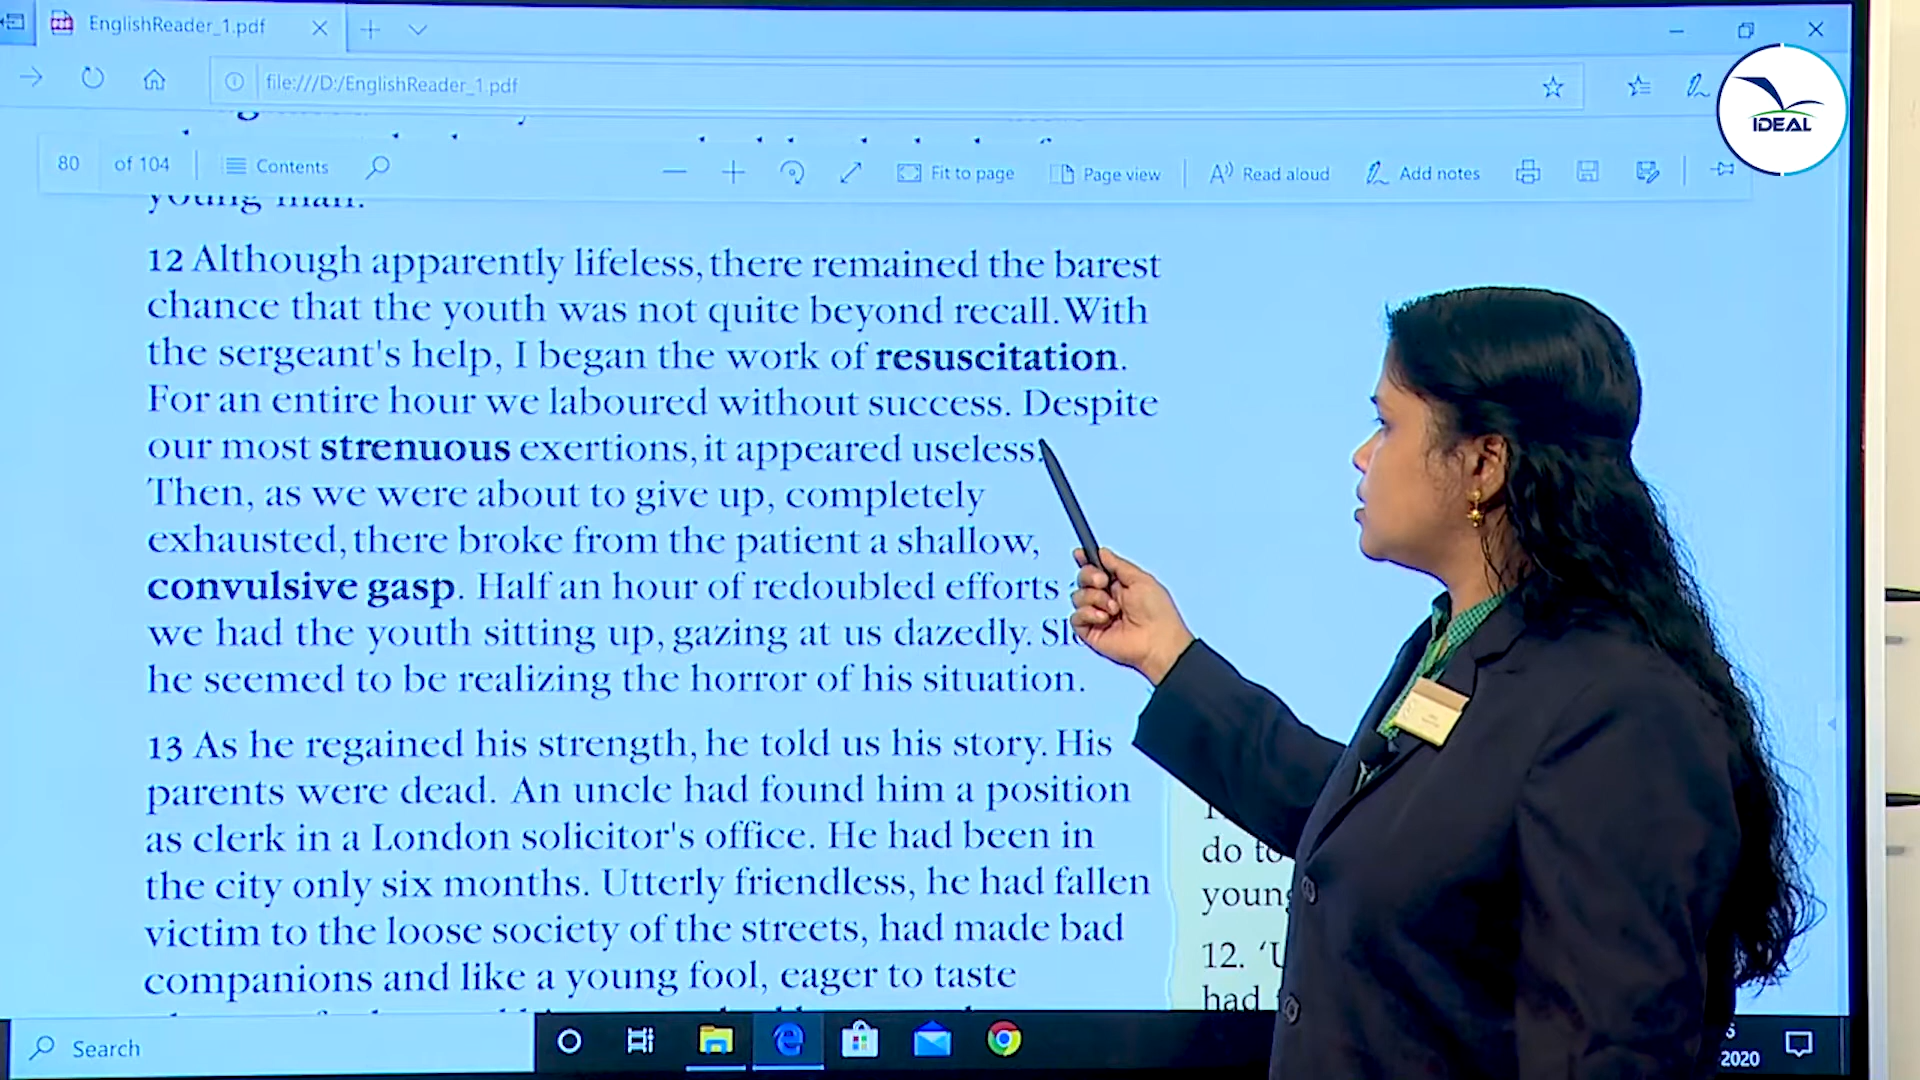 EnglishReader_1.pdf
file:///D:/EnglishReader_1.pdf
IDEAL
80 of 104 Contents Fit to page Page view Read aloud Add notes
young man.
12 Although apparently lifeless, there remained the barest
chance that the youth was not quite beyond recall. With
the sergeant's help, I began the work of resuscitation.
For an entire hour we laboured without success. Despite
our most strenuous exertions, it appeared useless.
Then, as we were about to give up, completely
exhausted, there broke from the patient a shallow,
convulsive gasp. Half an hour of redoubled efforts
we had the youth sitting up, gazing at us dazedly.
he seemed to be realizing the horror of his situation.
13 As he regained his strength, he told us his story. His
parents were dead. An uncle had found him a position
as clerk in a London solicitor's office. He had been in
the city only six months. Utterly friendless, he had fallen
victim to the loose society of the streets, had made bad
companions and like a young fool, eager to taste
do to
young
12.
had
Search
2020